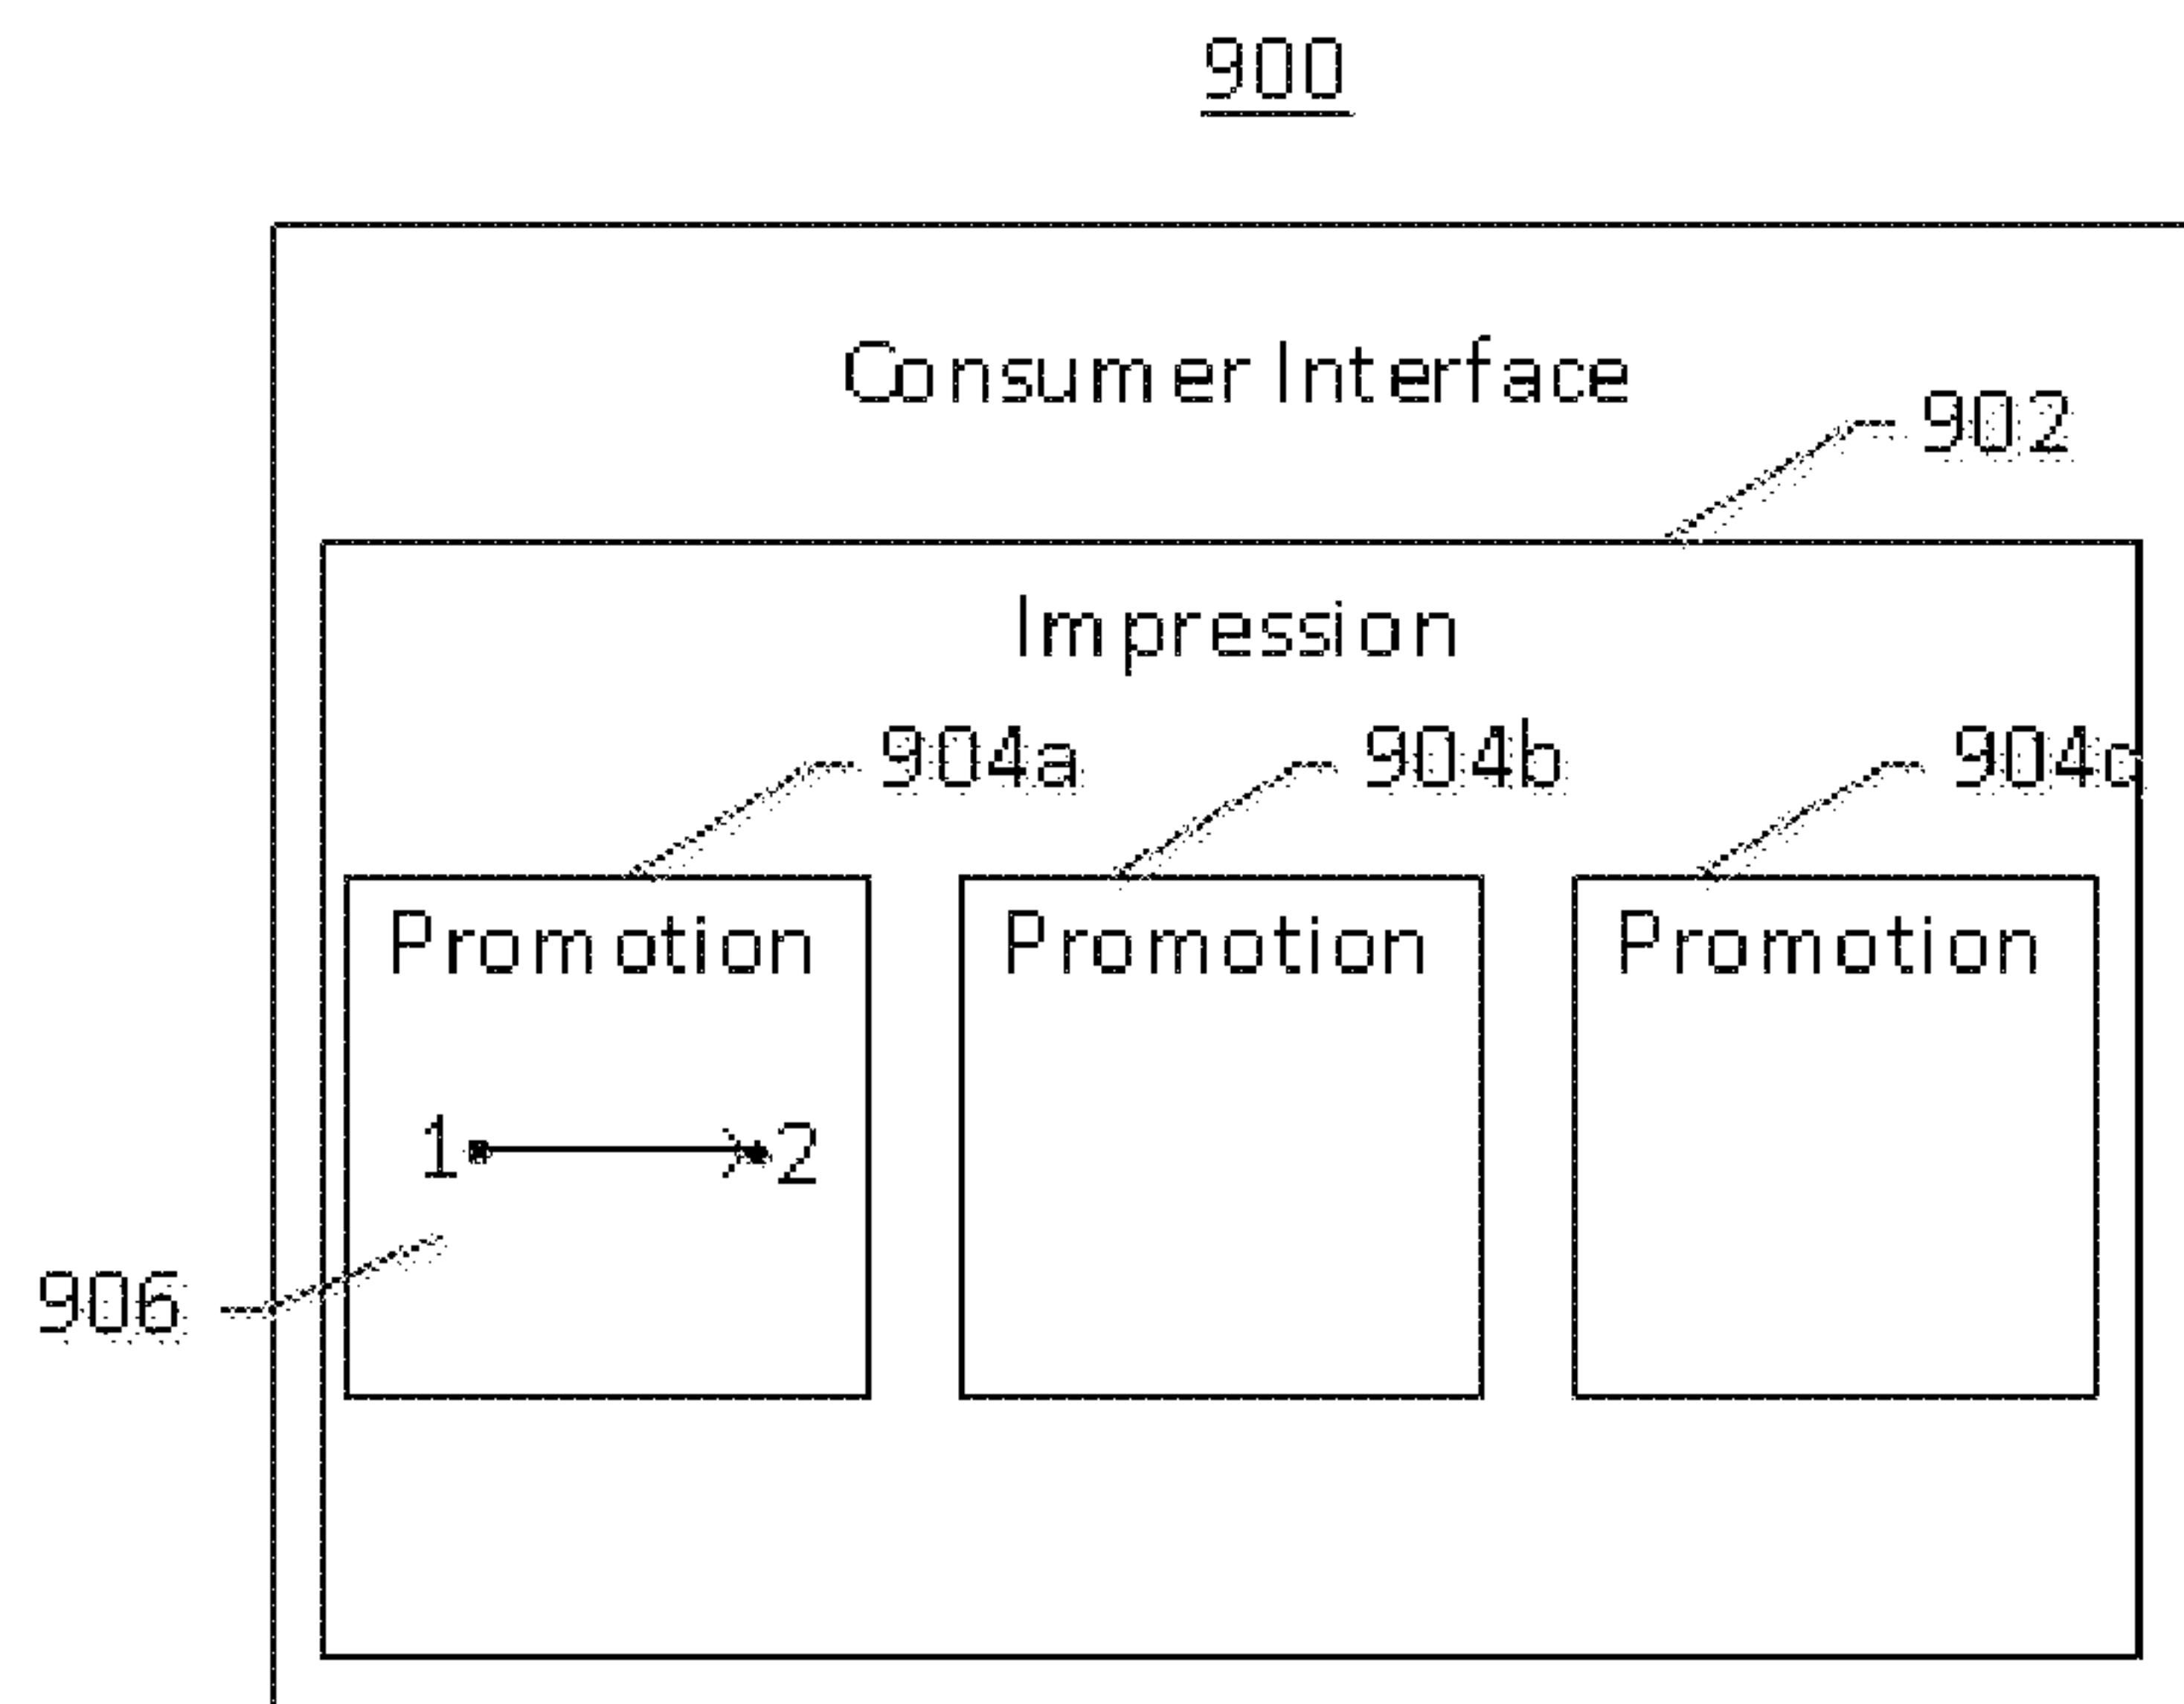 900
Consumer Interface
902
Impression
904a 904b 904c
Promotion Promotion Promotion
1 2
906